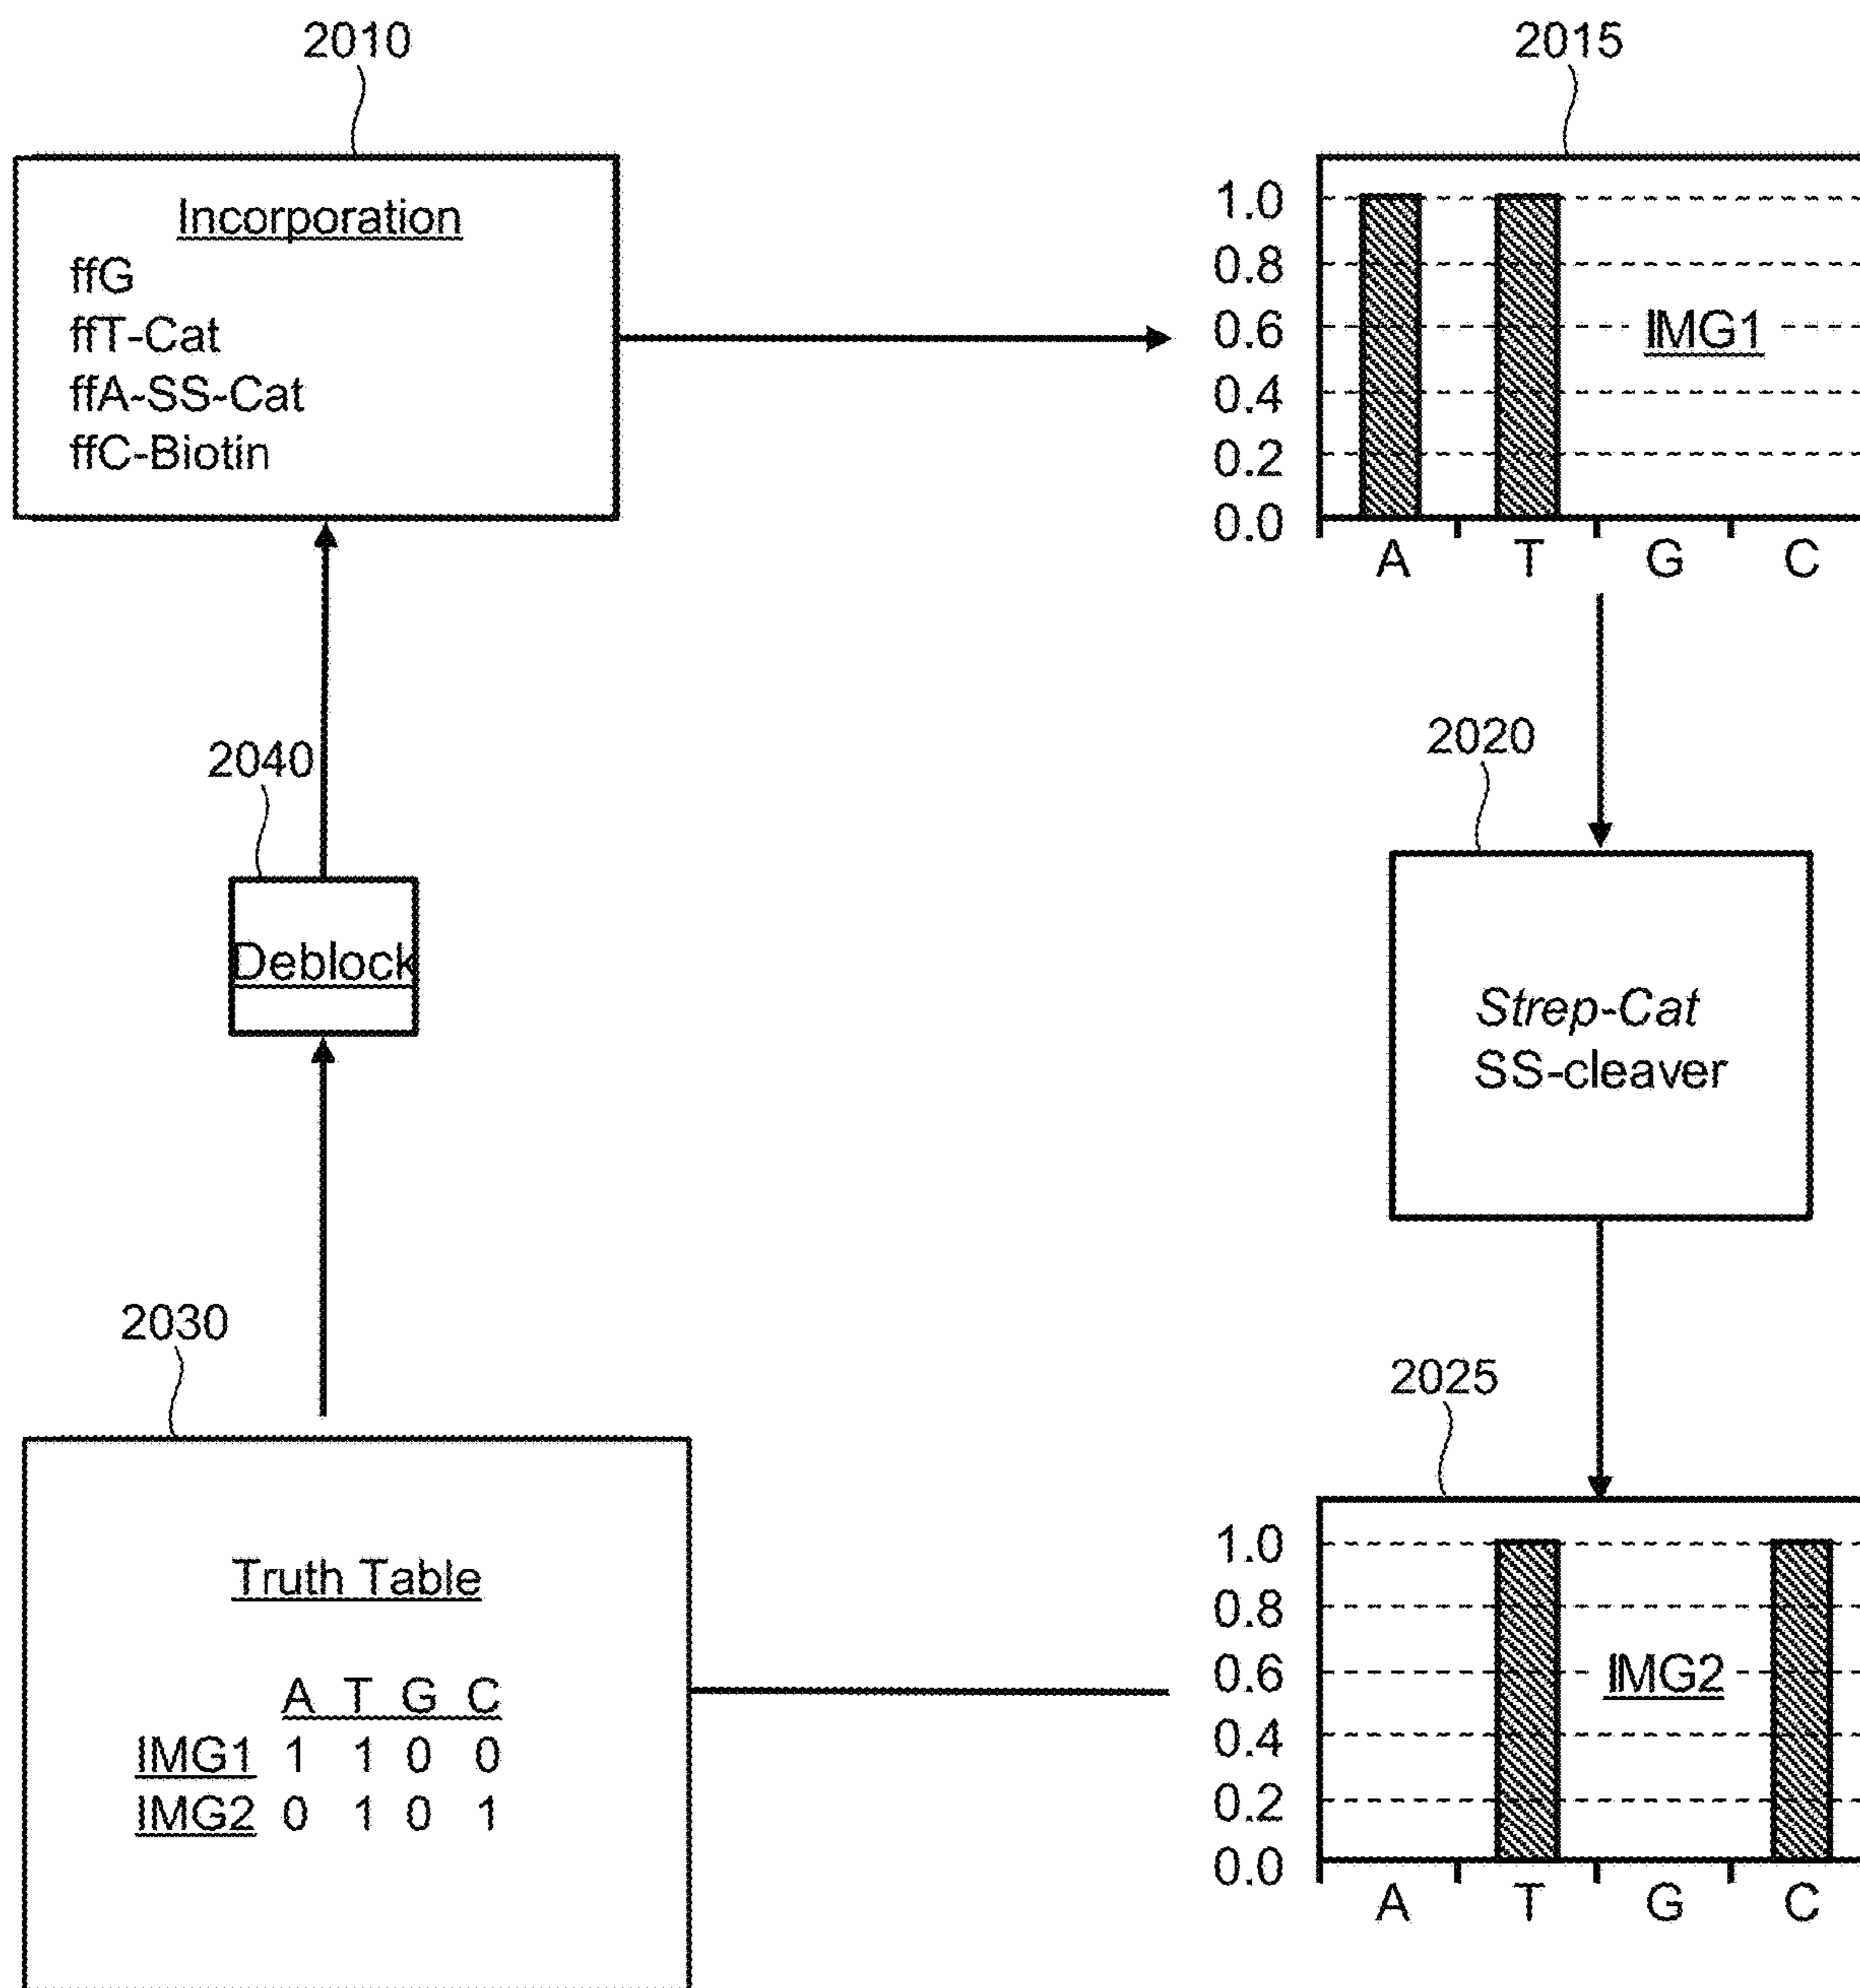 2010
Incorporation
ffG
ffT-Cat
ffA-SS-Cat
ffC-Biotin
2015
1.0
0.8
0.6
0.4
0.2
0.0
IMG1
A T G C
2020
Strep-Cat
SS-cleaver
2025
1.0
0.8
0.6
0.4
0.2
0.0
IMG2
A T G C
2030
Truth Table
A T G C
IMG1 1 1 0 0
IMG2 0 1 0 1
2040
Deblock